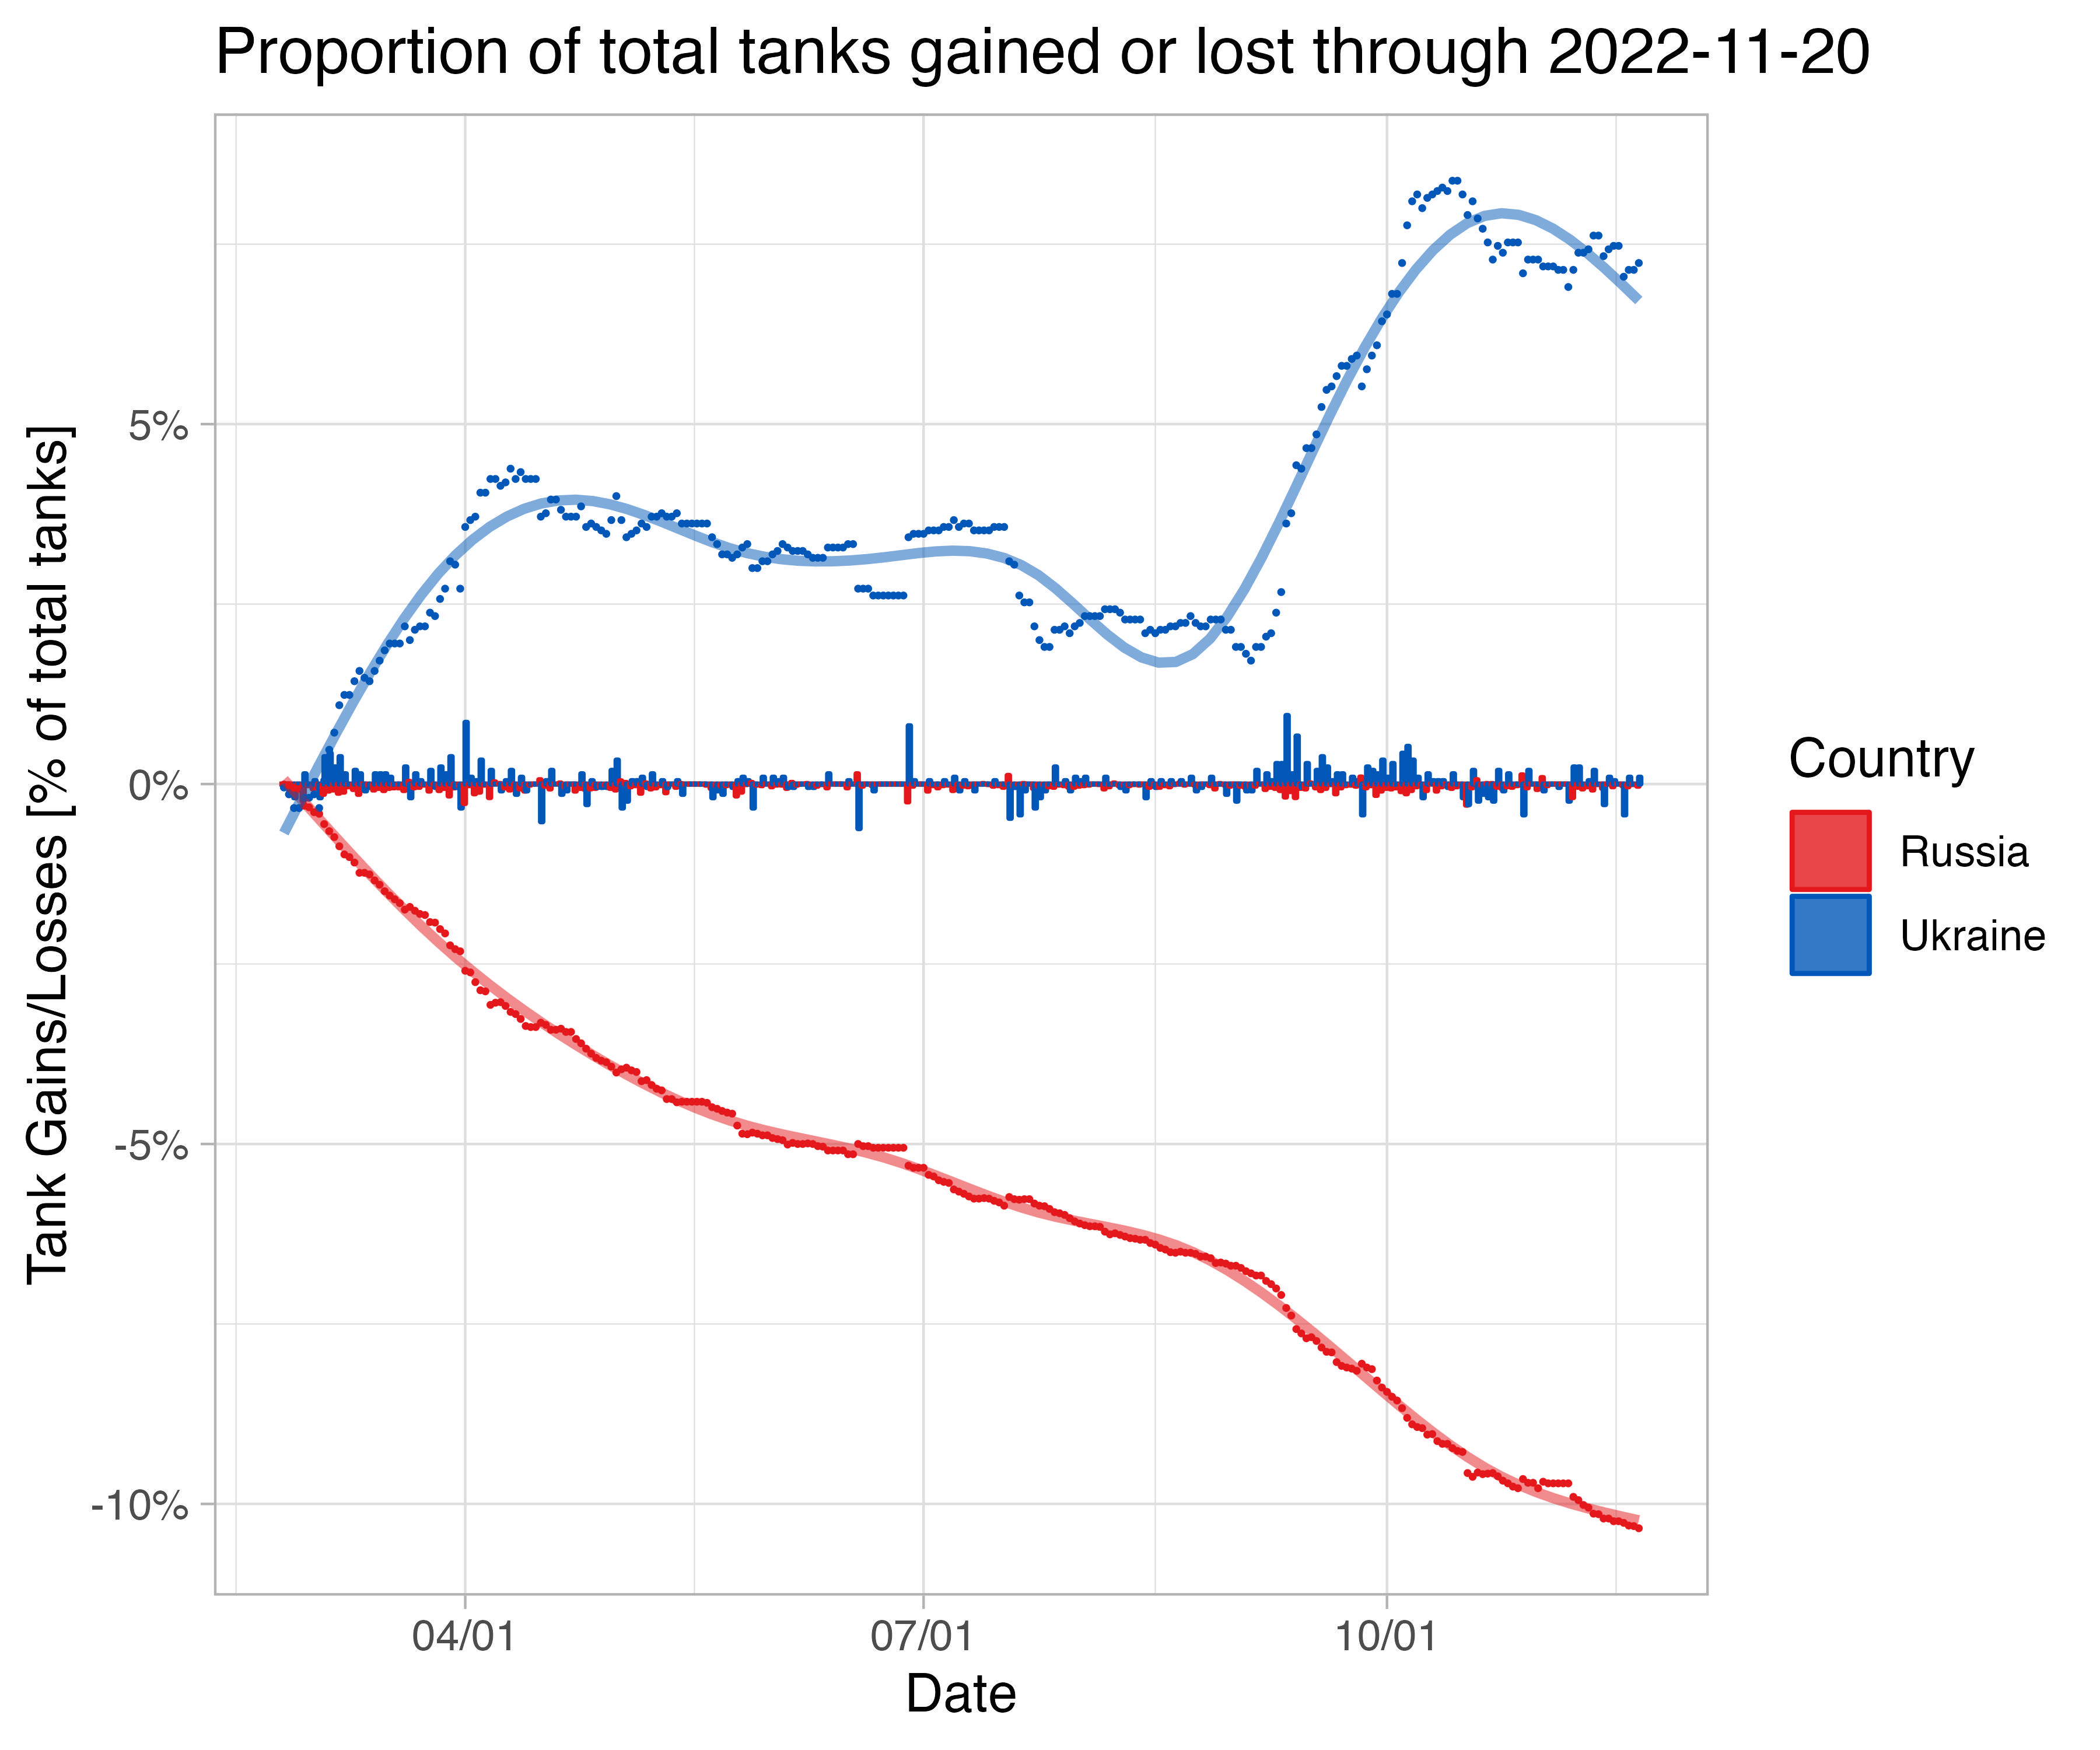 Proportion of total tanks gained or lost through 2022-11-20
Tank Gains/Losses [% of total tanks]
5%
0%
-5%
-10%
04/01
07/01
10/01
Date
Country
Russia
Ukraine